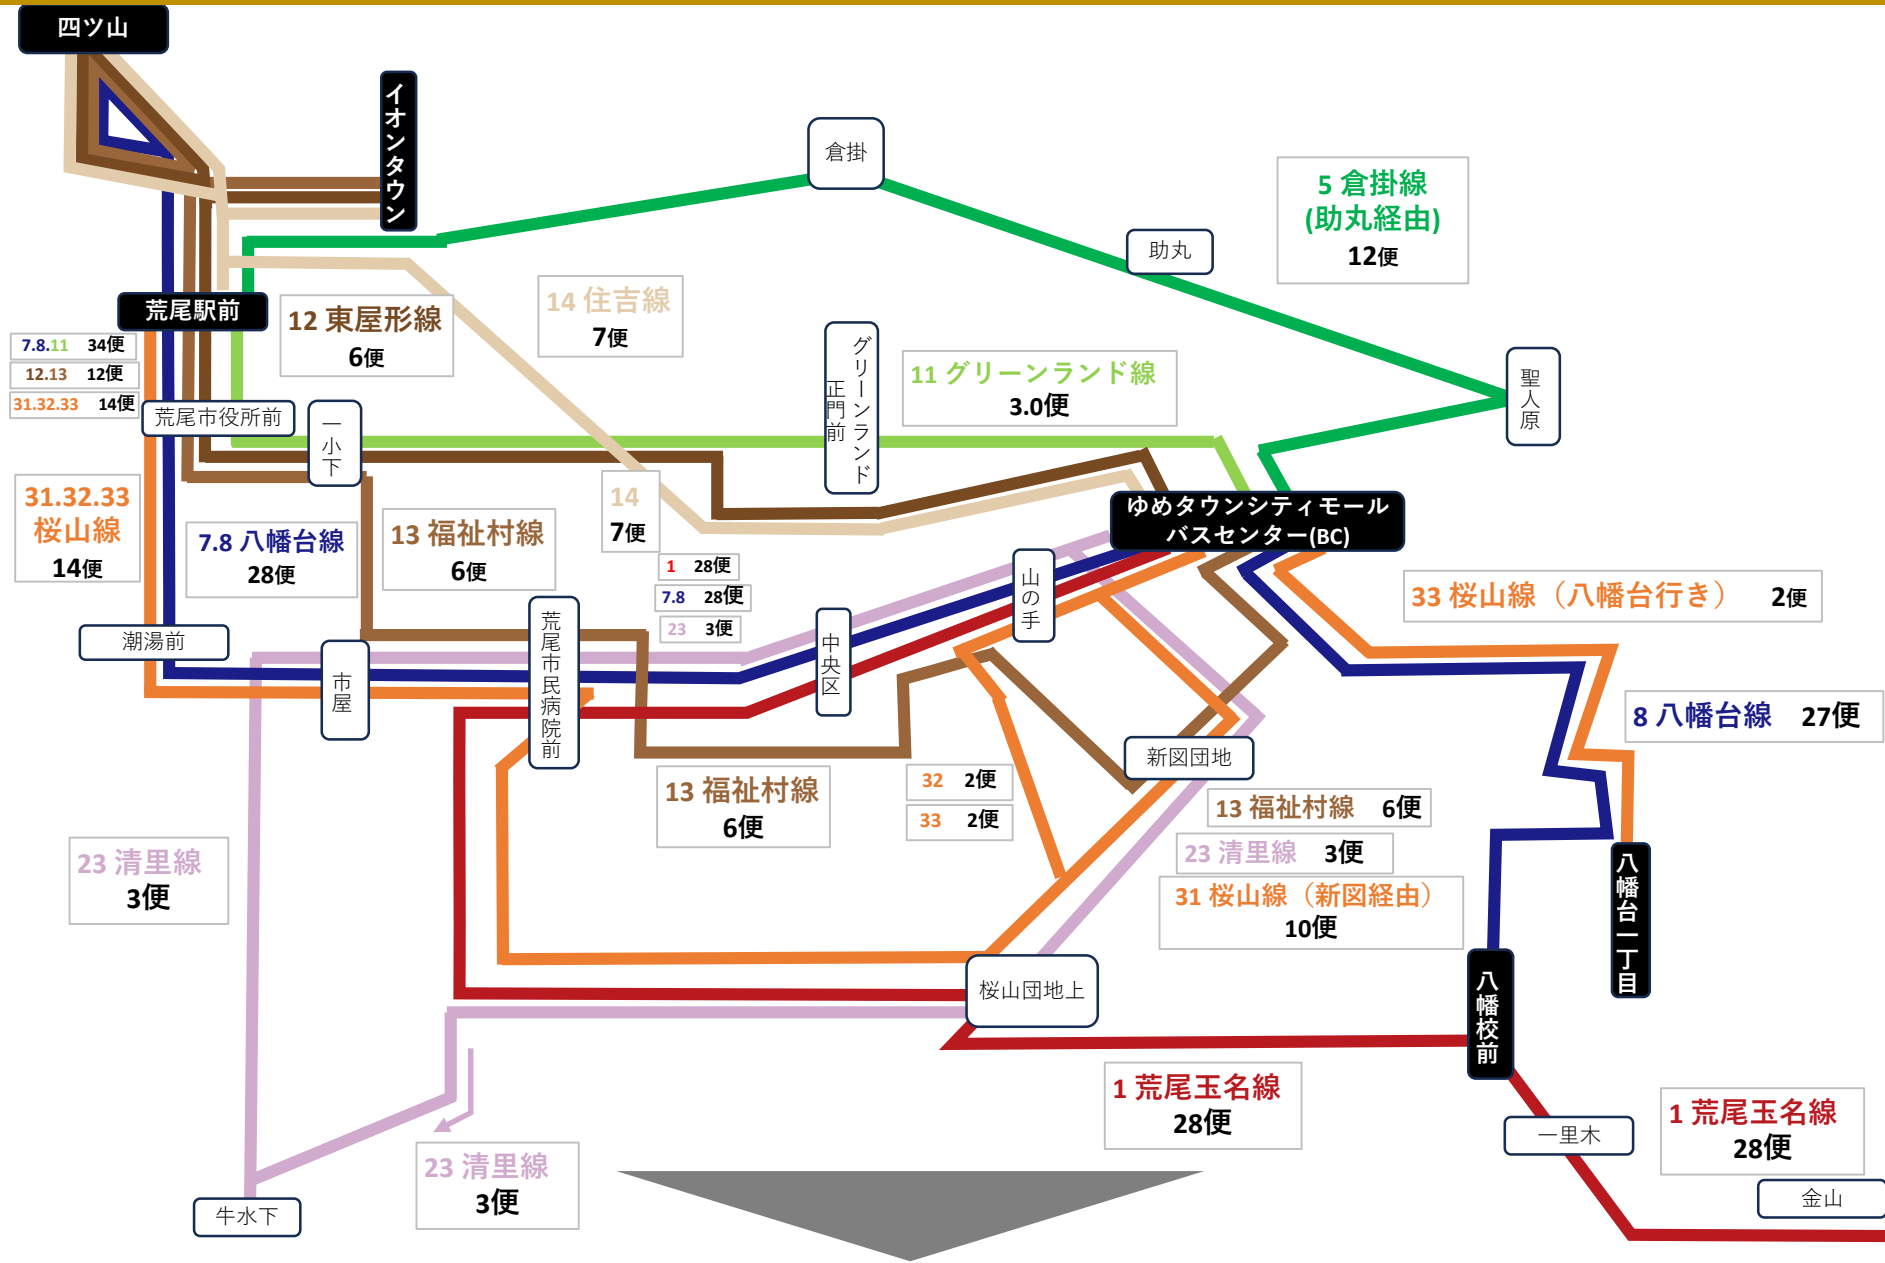 四ツ山
イオンタウン
倉掛
5 倉掛線
(助丸経由)
12便
助丸
荒尾駅前
7.8.11 34便
12.13 12便
31.32.33 14便
12 東屋形線
6便
14 住吉線
7便
グリーンランド
正門前
11 グリーンランド線
3.0便
聖人原
荒尾市役所前
一小下
31.32.33
桜山線
14便
7.8 八幡台線
28便
13 福祉村線
6便
14
7便
1 28便
7.8 28便
23 3便
ゆめタウンシティモール
バスセンター(BC)
山の手
33 桜山線（八幡台行き） 2便
潮湯前
市屋
荒尾市民病院前
中央区
8 八幡台線 27便
新図団地
13 福祉村線
6便
32 2便
33 2便
13 福祉村線 6便
23 清里線 3便
31 桜山線（新図経由）
10便
23 清里線
3便
八幡台一丁目
桜山団地上
八幡校前
1 荒尾玉名線
28便
一里木
1 荒尾玉名線
28便
23 清里線
3便
牛水下
金山